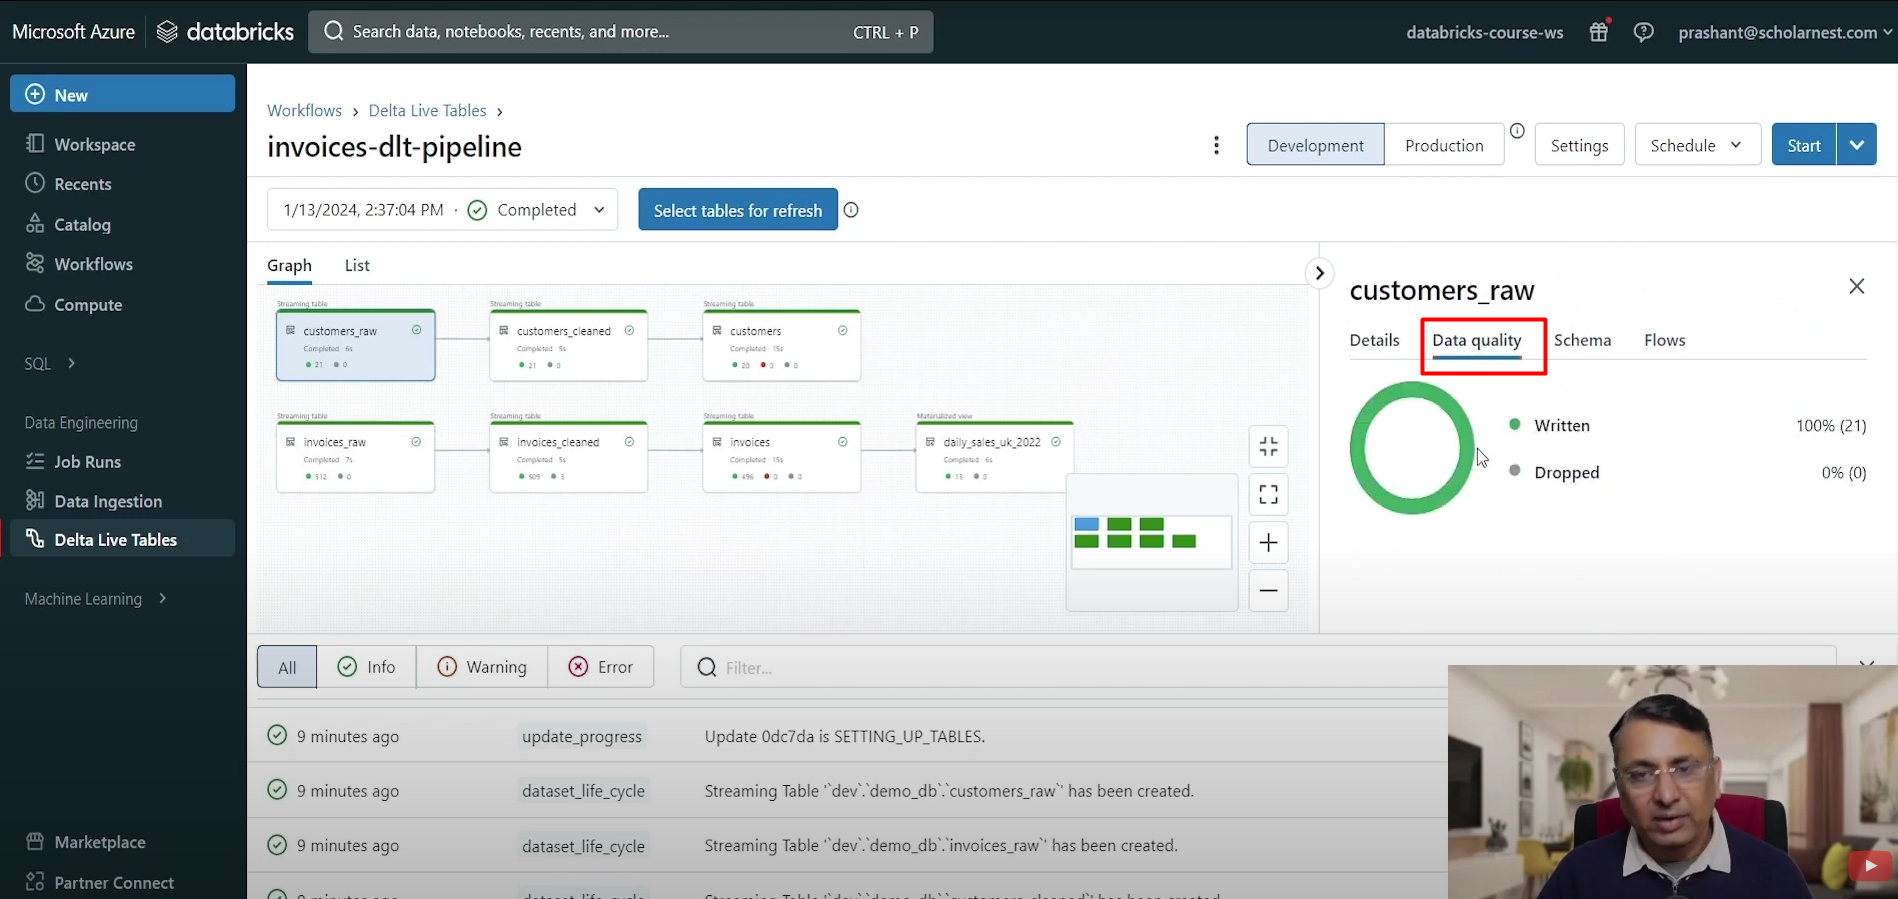 Microsoft Azure
databricks
Search data, notebooks, recents, and more...
CTRL + P
databricks-course-ws
prashant@scholarnest.com
New
Workspace
Recents
Catalog
Workflows
Compute
SQL
Data Engineering
Job Runs
Data Ingestion
Delta Live Tables
Machine Learning
Marketplace
Partner Connect
Workflows › Delta Live Tables ›
invoices-dlt-pipeline
Development
Production
Settings
Schedule
Start
1/13/2024, 2:37:04 PM · Completed
Select tables for refresh
Graph
List
Streaming table
customers_raw
Completed · 6s
21 0
Streaming table
customers_cleaned
Completed · 5s
21 0
Streaming table
customers
Completed · 15s
20 0 0
Streaming table
invoices_raw
Completed · 7s
512 0
Streaming table
invoices_cleaned
Completed · 5s
509 3
Streaming table
invoices
Completed · 15s
496 0 0
Materialized view
daily_sales_uk_2022
Completed · 6s
13 0
customers_raw
Details
Data quality
Schema
Flows
Written 100% (21)
Dropped 0% (0)
All
Info
Warning
Error
Filter...
9 minutes ago update_progress Update 0dc7da is SETTING_UP_TABLES.
9 minutes ago dataset_life_cycle Streaming Table '`dev`.`demo_db`.`customers_raw`' has been created.
9 minutes ago dataset_life_cycle Streaming Table '`dev`.`demo_db`.`invoices_raw`' has been created.